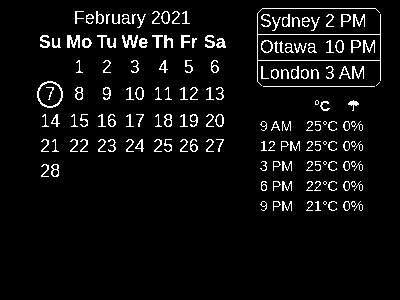 February 2021
Su Mo Tu We Th Fr Sa
1 2 3 4 5 6
7 8 9 10 11 12 13
14 15 16 17 18 19 20
21 22 23 24 25 26 27
28
Sydney 2 PM
Ottawa 10 PM
London 3 AM
°C ☂
9 AM 25°C 0%
12 PM 25°C 0%
3 PM 25°C 0%
6 PM 22°C 0%
9 PM 21°C 0%